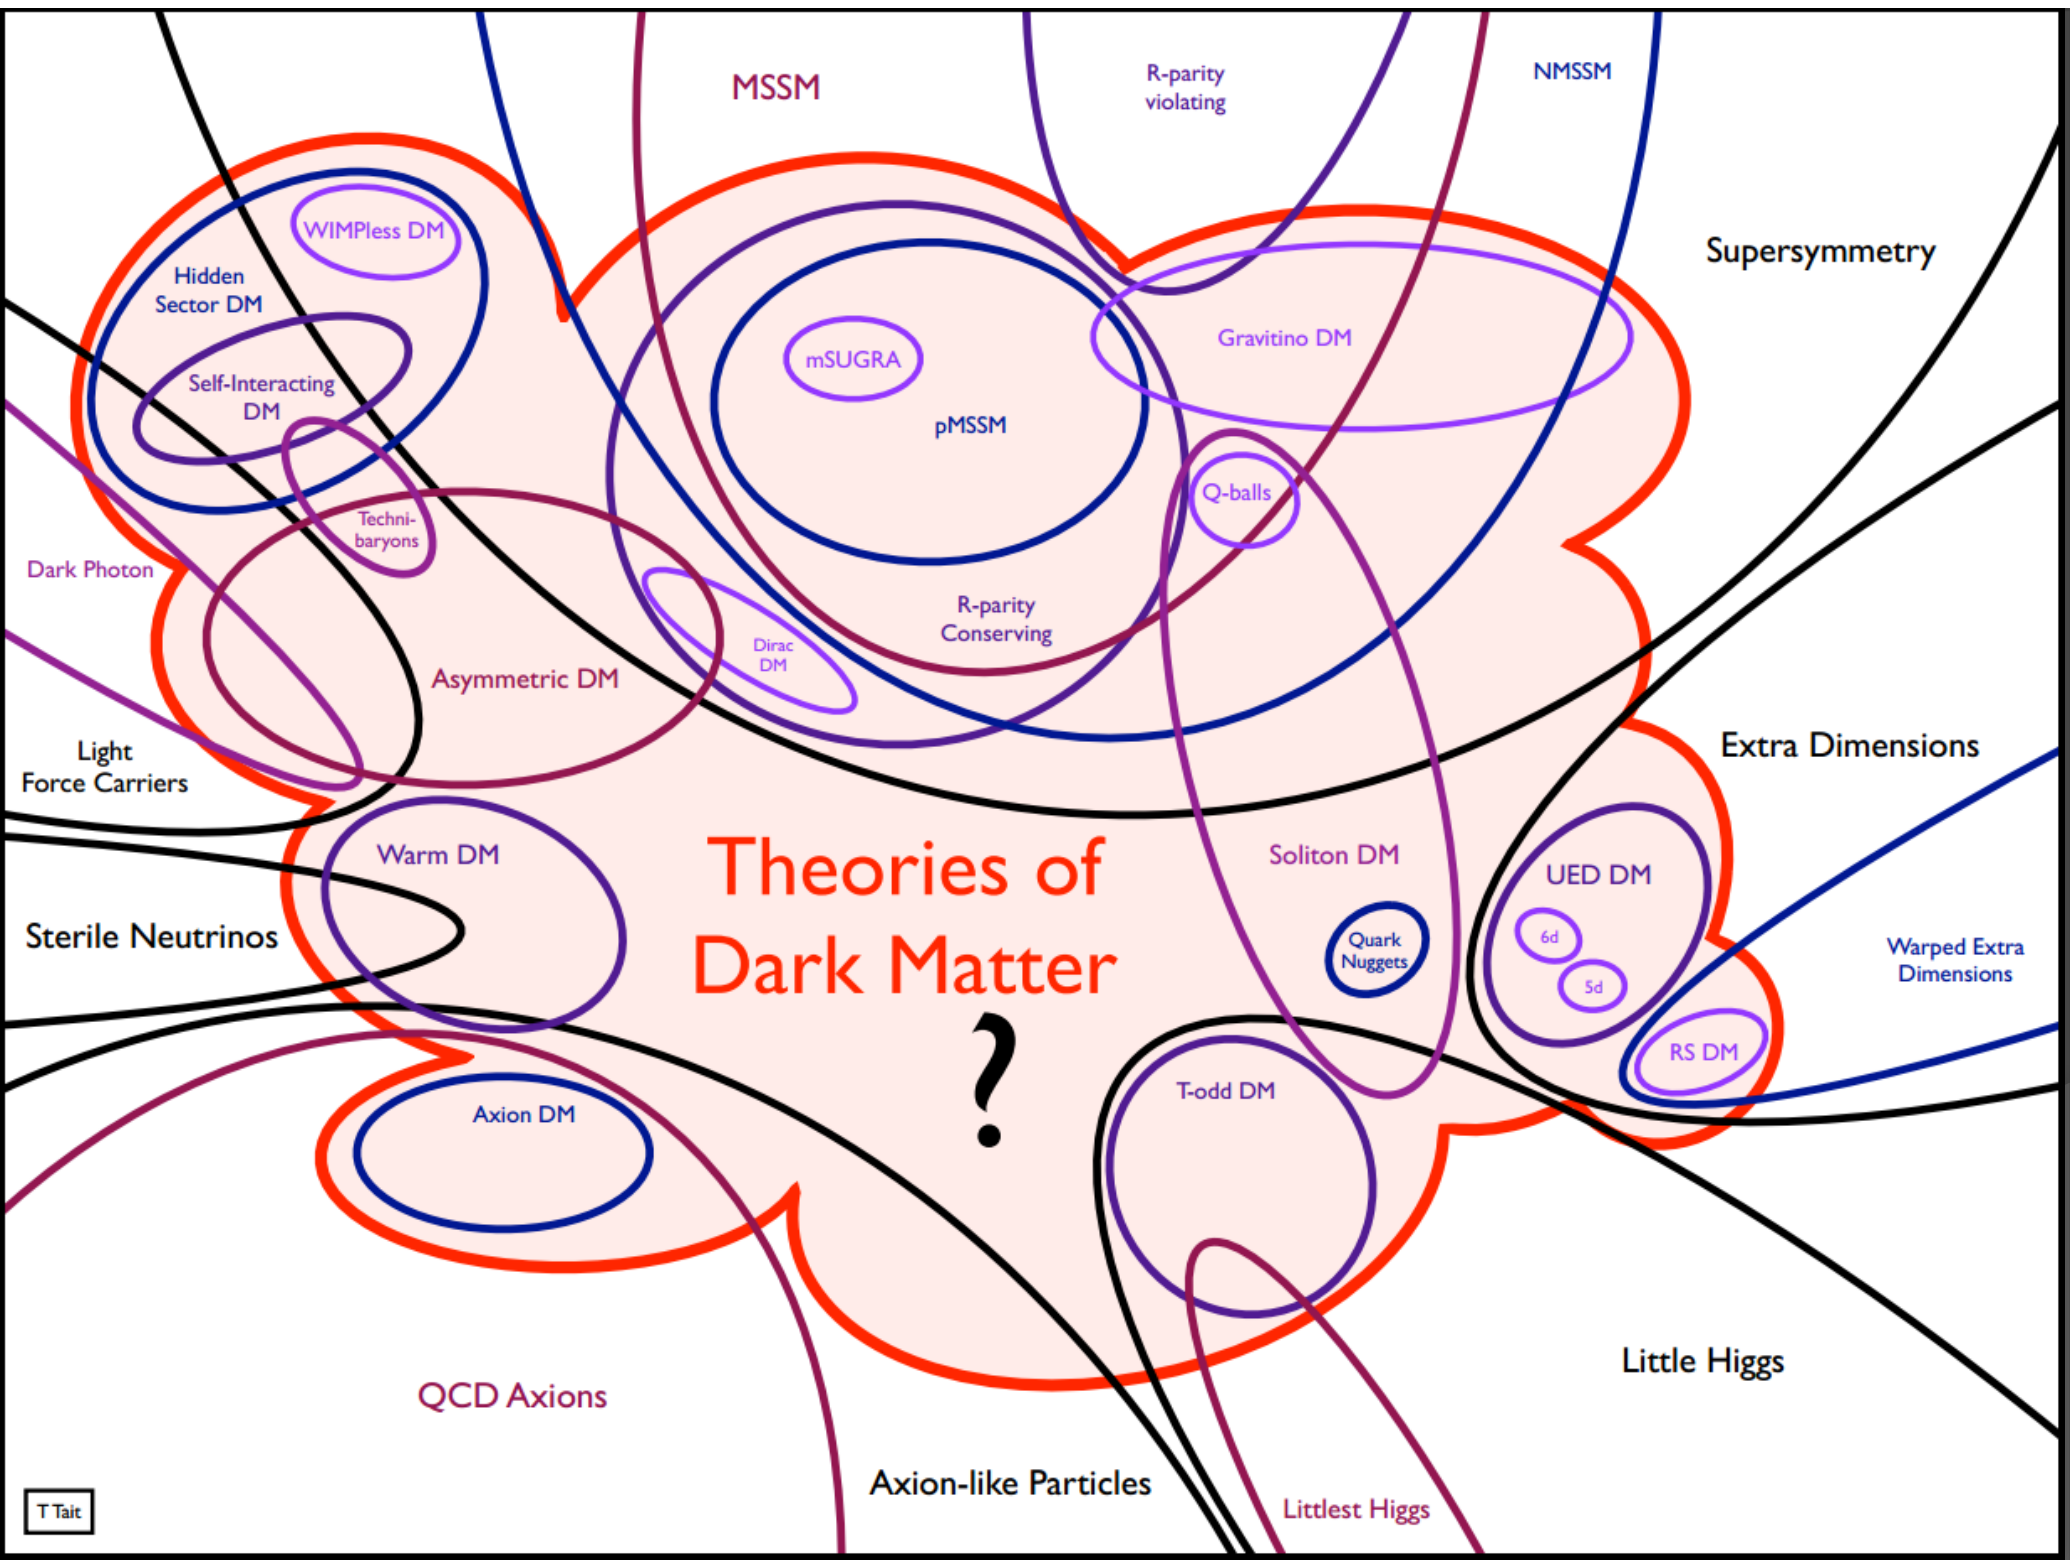 MSSM
R-parity
violating
NMSSM
Supersymmetry
WIMPless DM
Hidden
Sector DM
Self-Interacting
DM
mSUGRA
pMSSM
Gravitino DM
Q-balls
Techni-
baryons
Dark Photon
R-parity
Conserving
Dirac
DM
Asymmetric DM
Light
Force Carriers
Extra Dimensions
Warm DM
Theories of
Dark Matter
?
Soliton DM
Quark
Nuggets
UED DM
6d
5d
Warped Extra
Dimensions
RS DM
Sterile Neutrinos
T-odd DM
Axion DM
Little Higgs
QCD Axions
Axion-like Particles
Littlest Higgs
T Tait